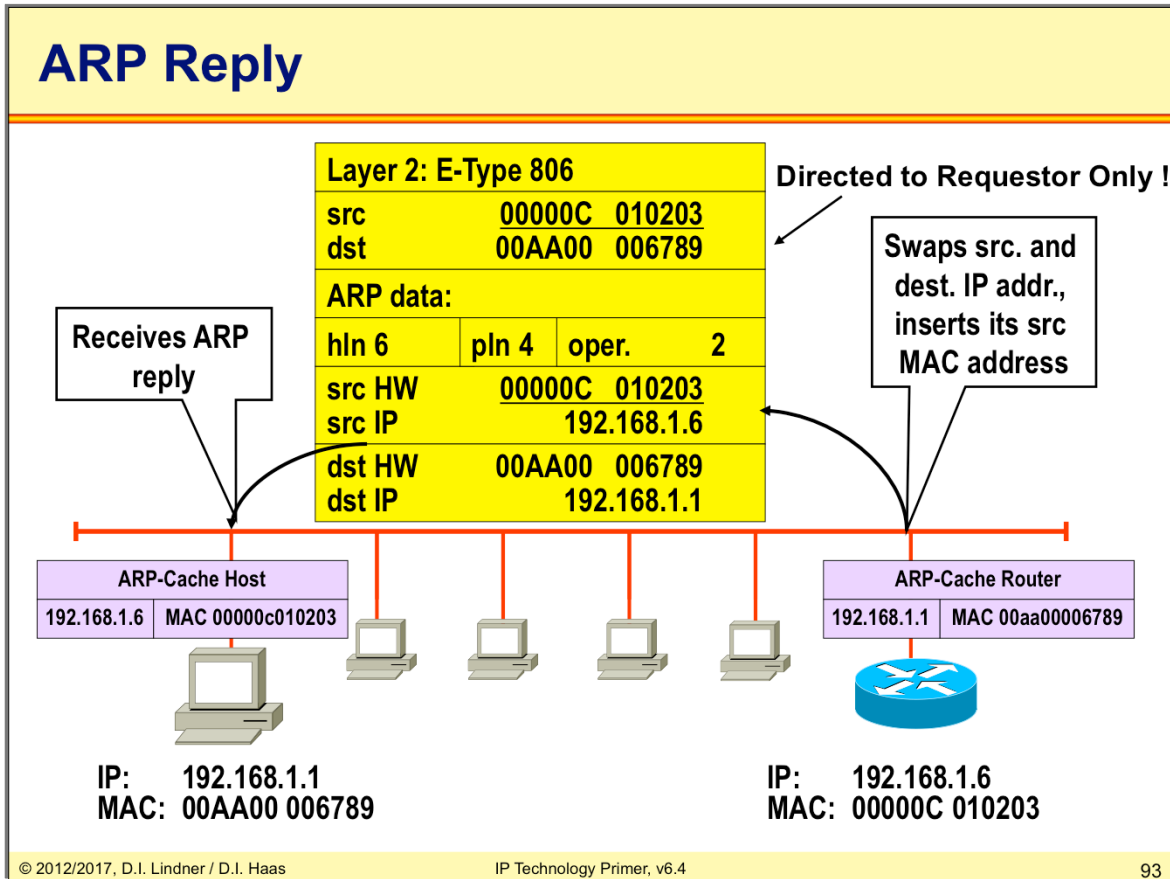 ARP Reply
Layer 2: E-Type 806
src 00000C 010203
dst 00AA00 006789
ARP data:
hln 6 pln 4 oper. 2
src HW 00000C 010203
src IP 192.168.1.6
dst HW 00AA00 006789
dst IP 192.168.1.1
Directed to Requestor Only !
Receives ARP
reply
Swaps src. and
dest. IP addr.,
inserts its src
MAC address
ARP-Cache Host
192.168.1.6 MAC 00000c010203
ARP-Cache Router
192.168.1.1 MAC 00aa00006789
IP: 192.168.1.1
MAC: 00AA00 006789
IP: 192.168.1.6
MAC: 00000C 010203
© 2012/2017, D.I. Lindner / D.I. Haas
IP Technology Primer, v6.4
93